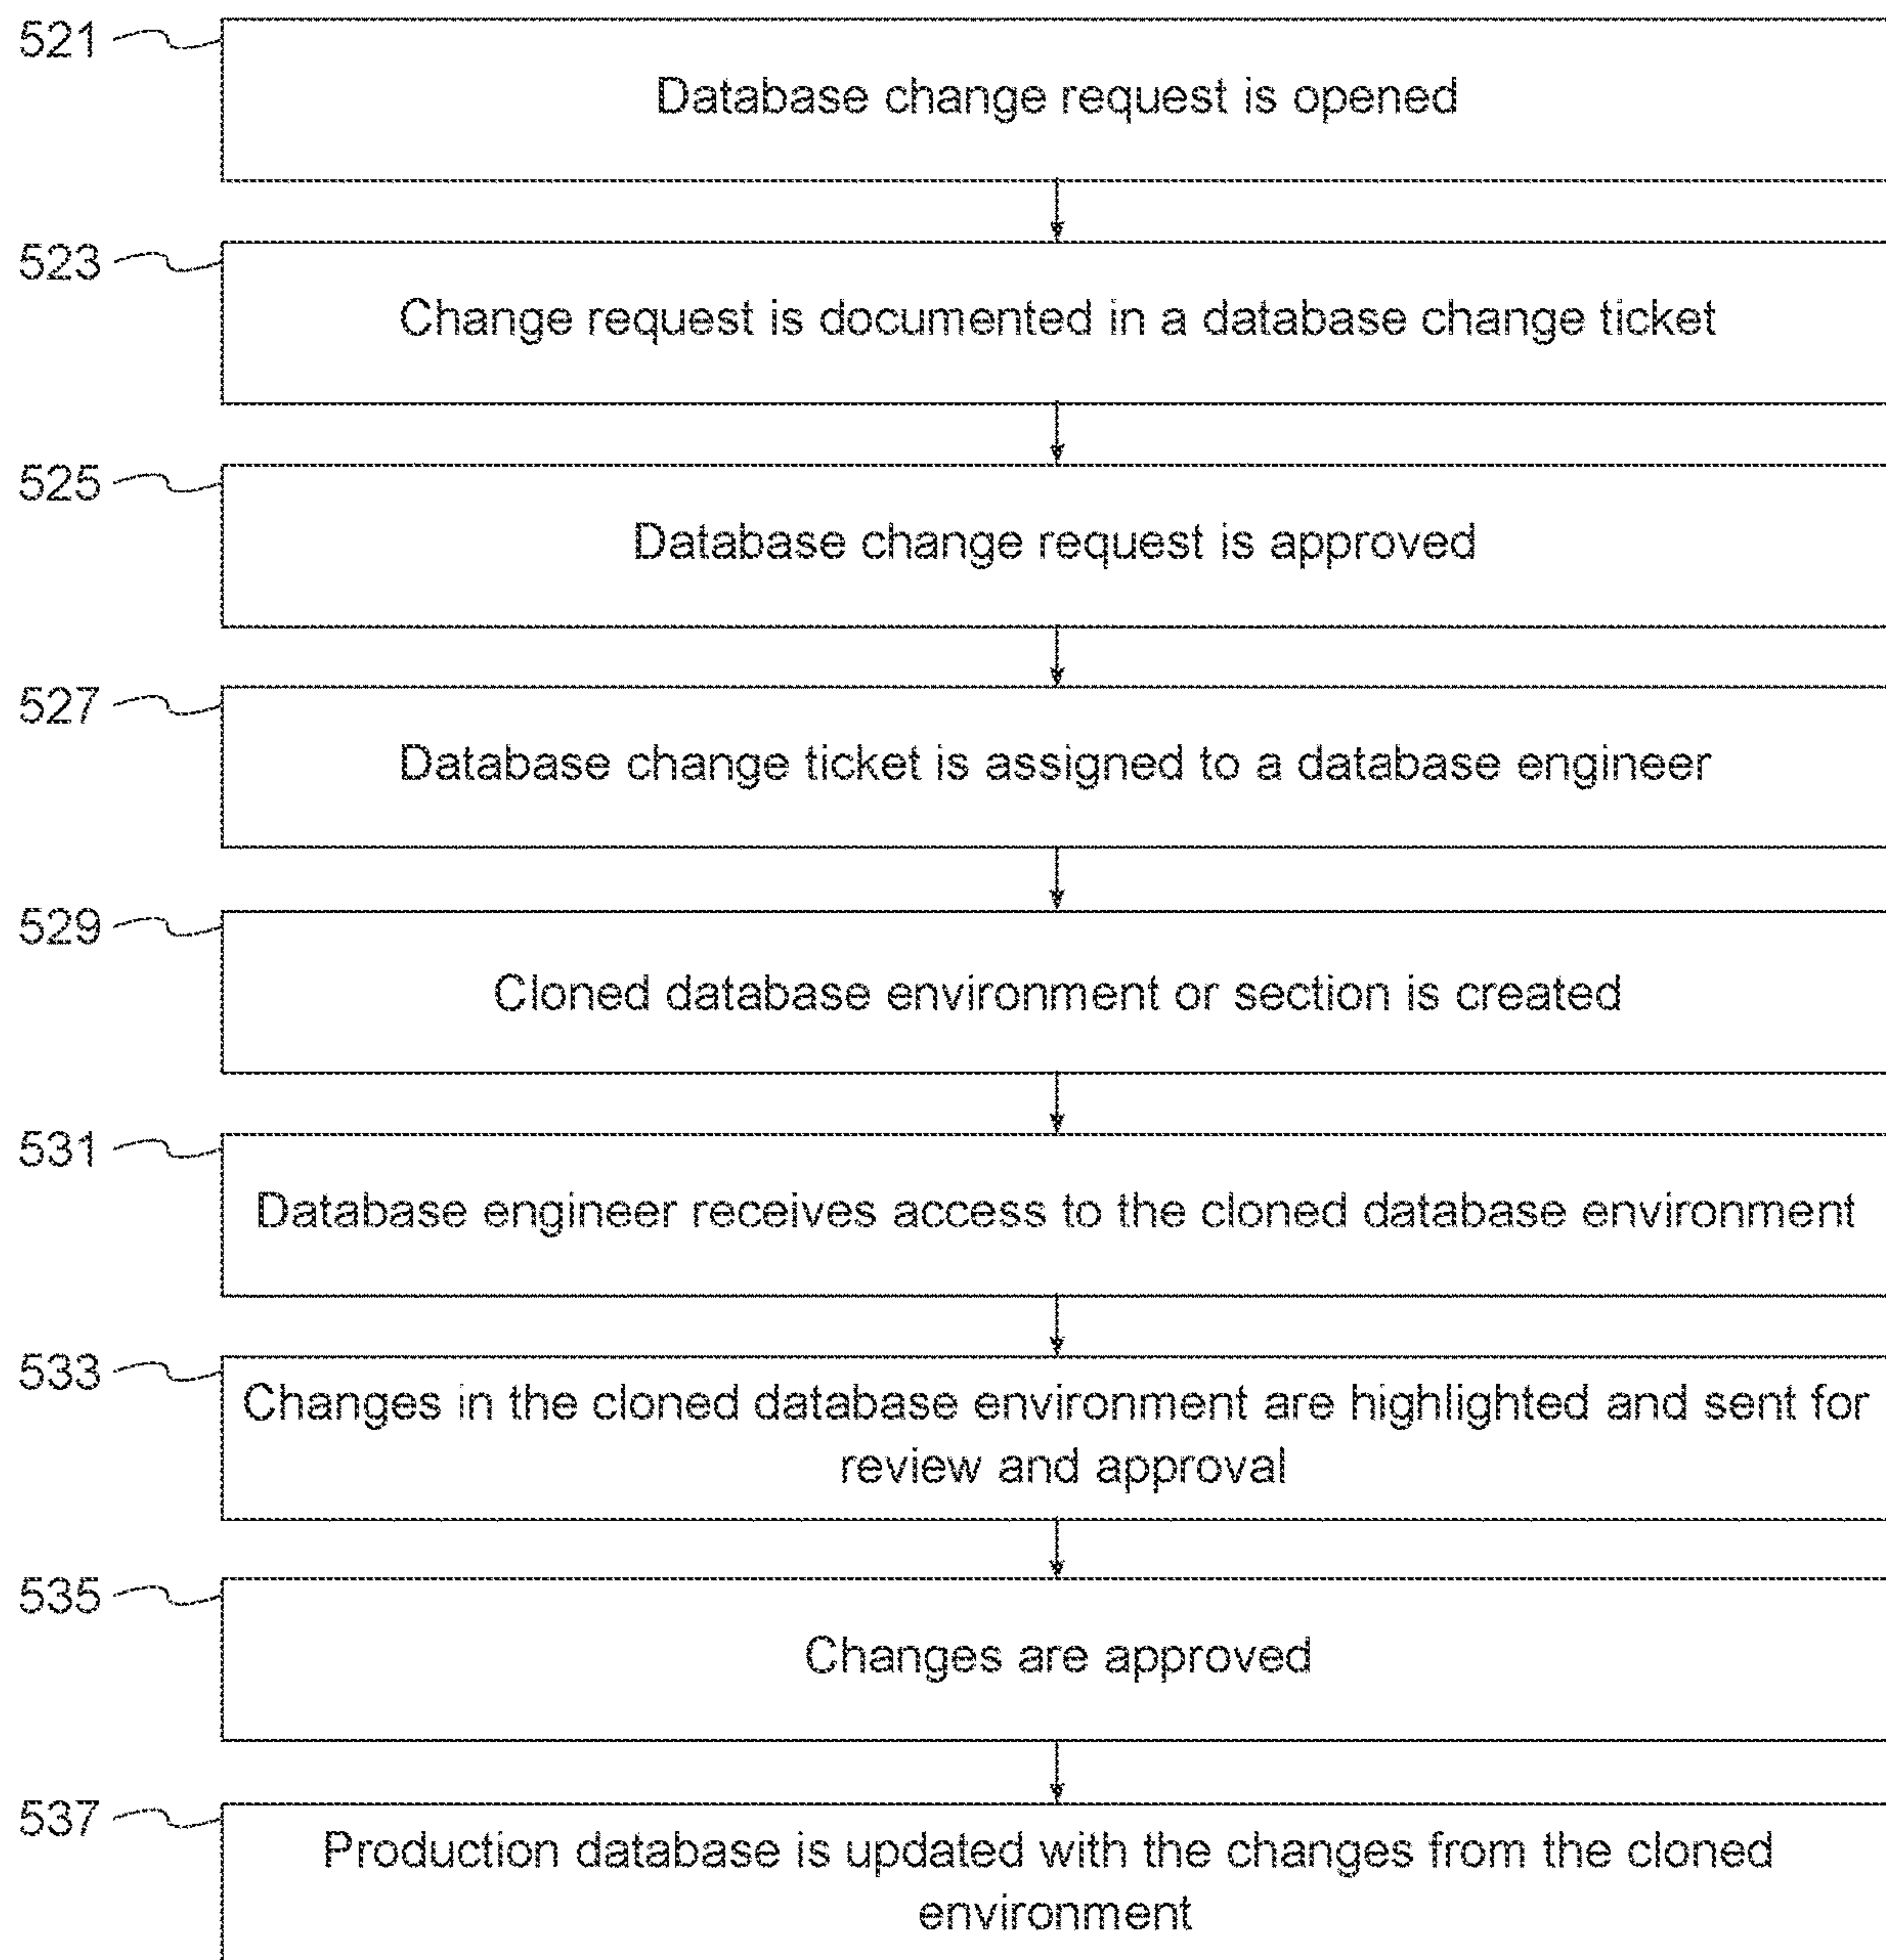 521
Database change request is opened
523
Change request is documented in a database change ticket
525
Database change request is approved
527
Database change ticket is assigned to a database engineer
529
Cloned database environment or section is created
531
Database engineer receives access to the cloned database environment
533
Changes in the cloned database environment are highlighted and sent for
review and approval
535
Changes are approved
537
Production database is updated with the changes from the cloned
environment